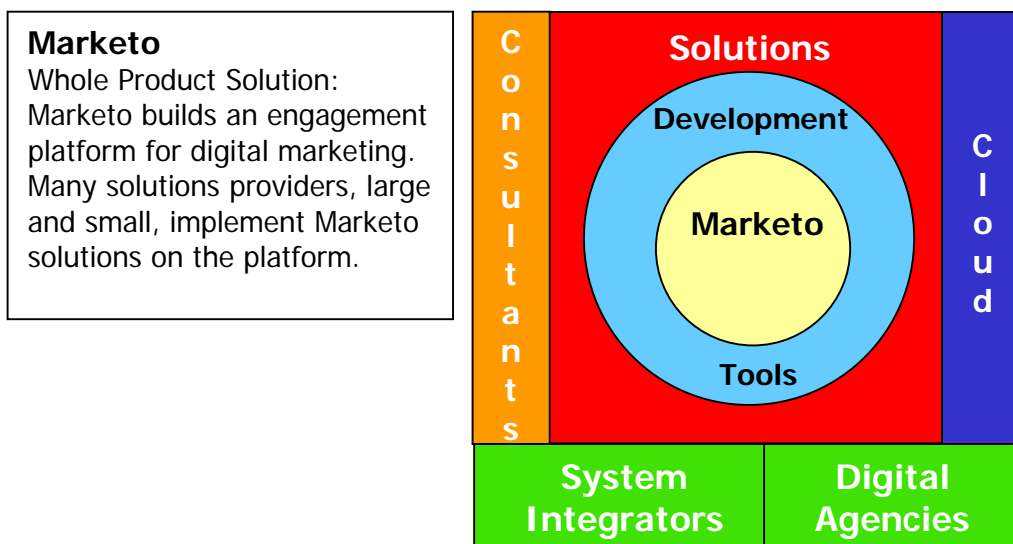 Marketo
Whole Product Solution:
Marketo builds an engagement
platform for digital marketing.
Many solutions providers, large
and small, implement Marketo
solutions on the platform.
Consultants
Solutions
Development
Marketo
Tools
Cloud
System
Integrators
Digital
Agencies